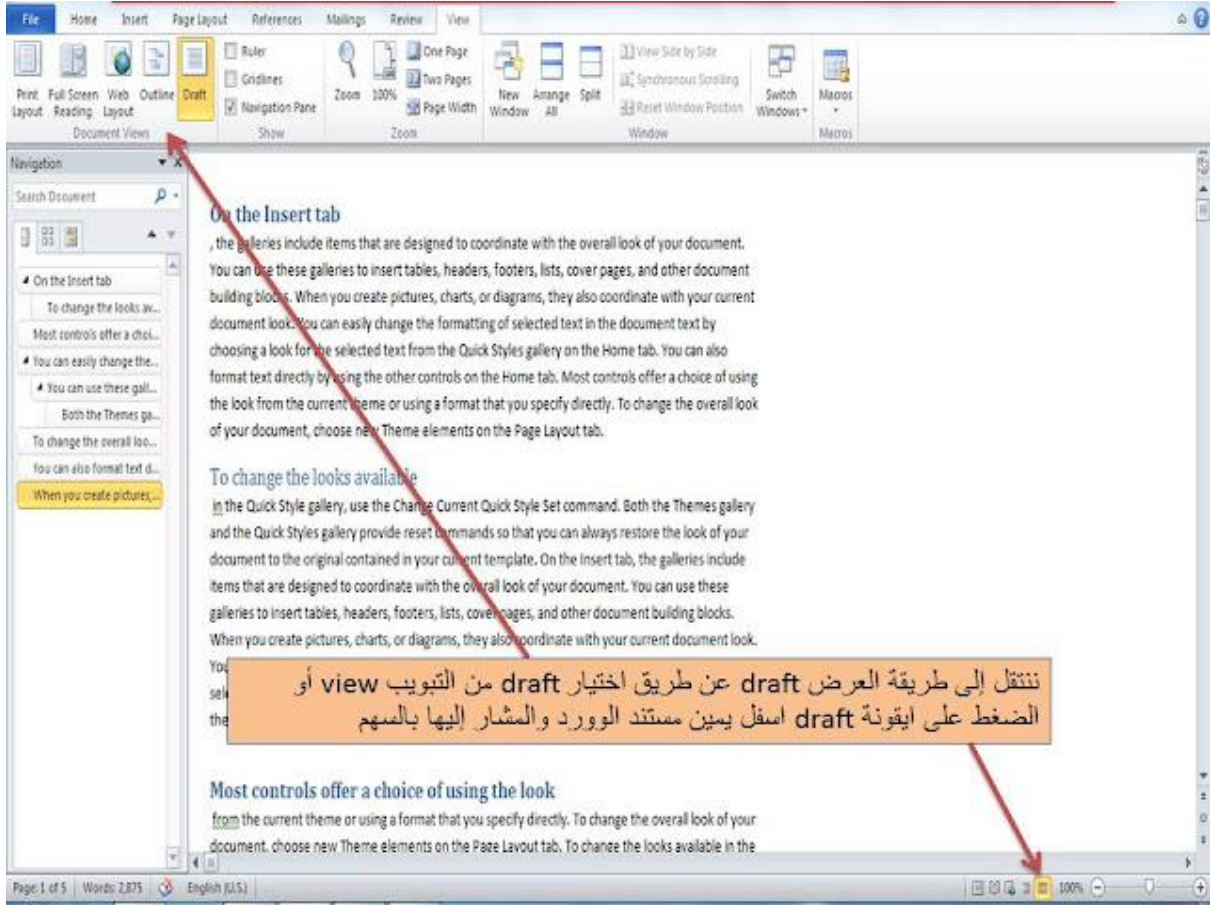 File Home Insert Page Layout References Mailings Review View
Print Layout
Full Screen Reading
Web Layout
Outline
Draft
Document Views
Ruler
Gridlines
Navigation Pane
Show
Zoom
100%
One Page
Two Pages
Page Width
Zoom
New Window
Arrange All
Split
View Side by Side
Synchronous Scrolling
Reset Window Position
Switch Windows
Window
Macros
Macros
Navigation
Search Document
On the Insert tab
To change the looks av...
Most controls offer a choi...
You can easily change the...
You can use these gall...
Both the Themes ga...
To change the overall loo...
You can also format text d...
When you create pictures,...
On the Insert tab
, the galleries include items that are designed to coordinate with the overall look of your document.
You can use these galleries to insert tables, headers, footers, lists, cover pages, and other document
building blocks. When you create pictures, charts, or diagrams, they also coordinate with your current
document look. You can easily change the formatting of selected text in the document text by
choosing a look for the selected text from the Quick Styles gallery on the Home tab. You can also
format text directly by using the other controls on the Home tab. Most controls offer a choice of using
the look from the current theme or using a format that you specify directly. To change the overall look
of your document, choose new Theme elements on the Page Layout tab.
To change the looks available
in the Quick Style gallery, use the Change Current Quick Style Set command. Both the Themes gallery
and the Quick Styles gallery provide reset commands so that you can always restore the look of your
document to the original contained in your current template. On the Insert tab, the galleries include
items that are designed to coordinate with the overall look of your document. You can use these
galleries to insert tables, headers, footers, lists, cover pages, and other document building blocks.
When you create pictures, charts, or diagrams, they also coordinate with your current document look.
ننتقل إلى طريقة العرض draft عن طريق اختيار draft من التبويب view أو
الضغط على ايقونة draft اسفل يمين مستند الوورد والمشار إليها بالسهم
Most controls offer a choice of using the look
from the current theme or using a format that you specify directly. To change the overall look of your
document, choose new Theme elements on the Page Layout tab. To change the looks available in the
Page: 1 of 5 Words: 2,875 English (U.S.) 100%